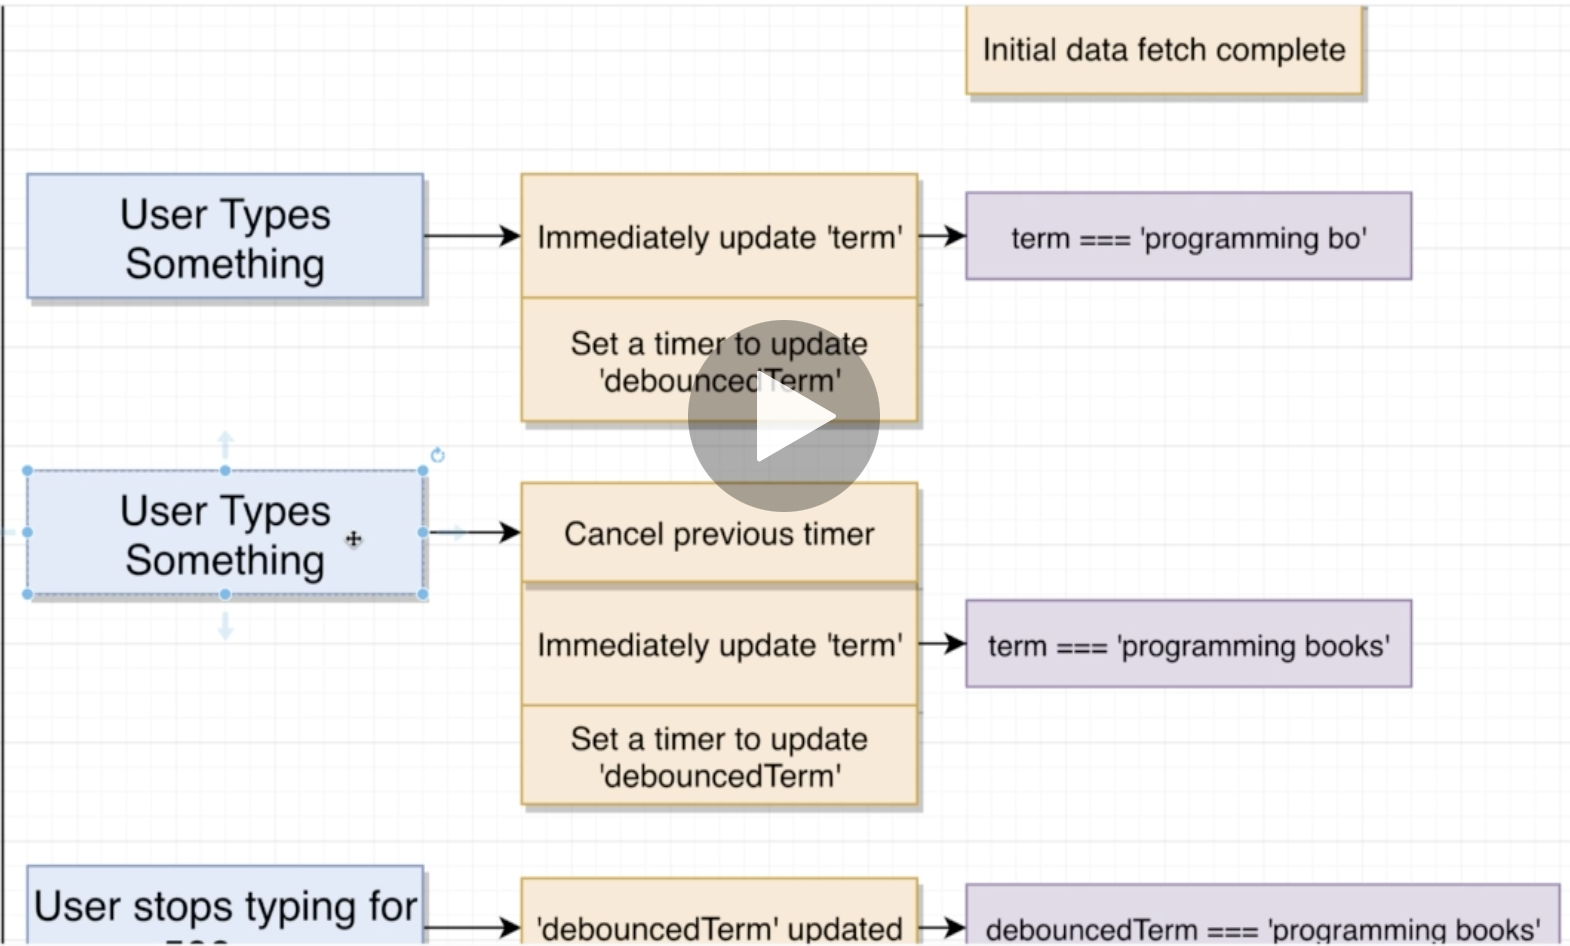 Initial data fetch complete
User Types
Something
Immediately update 'term'
term === 'programming bo'
Set a timer to update
'debouncedTerm'
User Types
Something
Cancel previous timer
Immediately update 'term'
term === 'programming books'
Set a timer to update
'debouncedTerm'
User stops typing for
'debouncedTerm' updated
debouncedTerm === 'programming books'